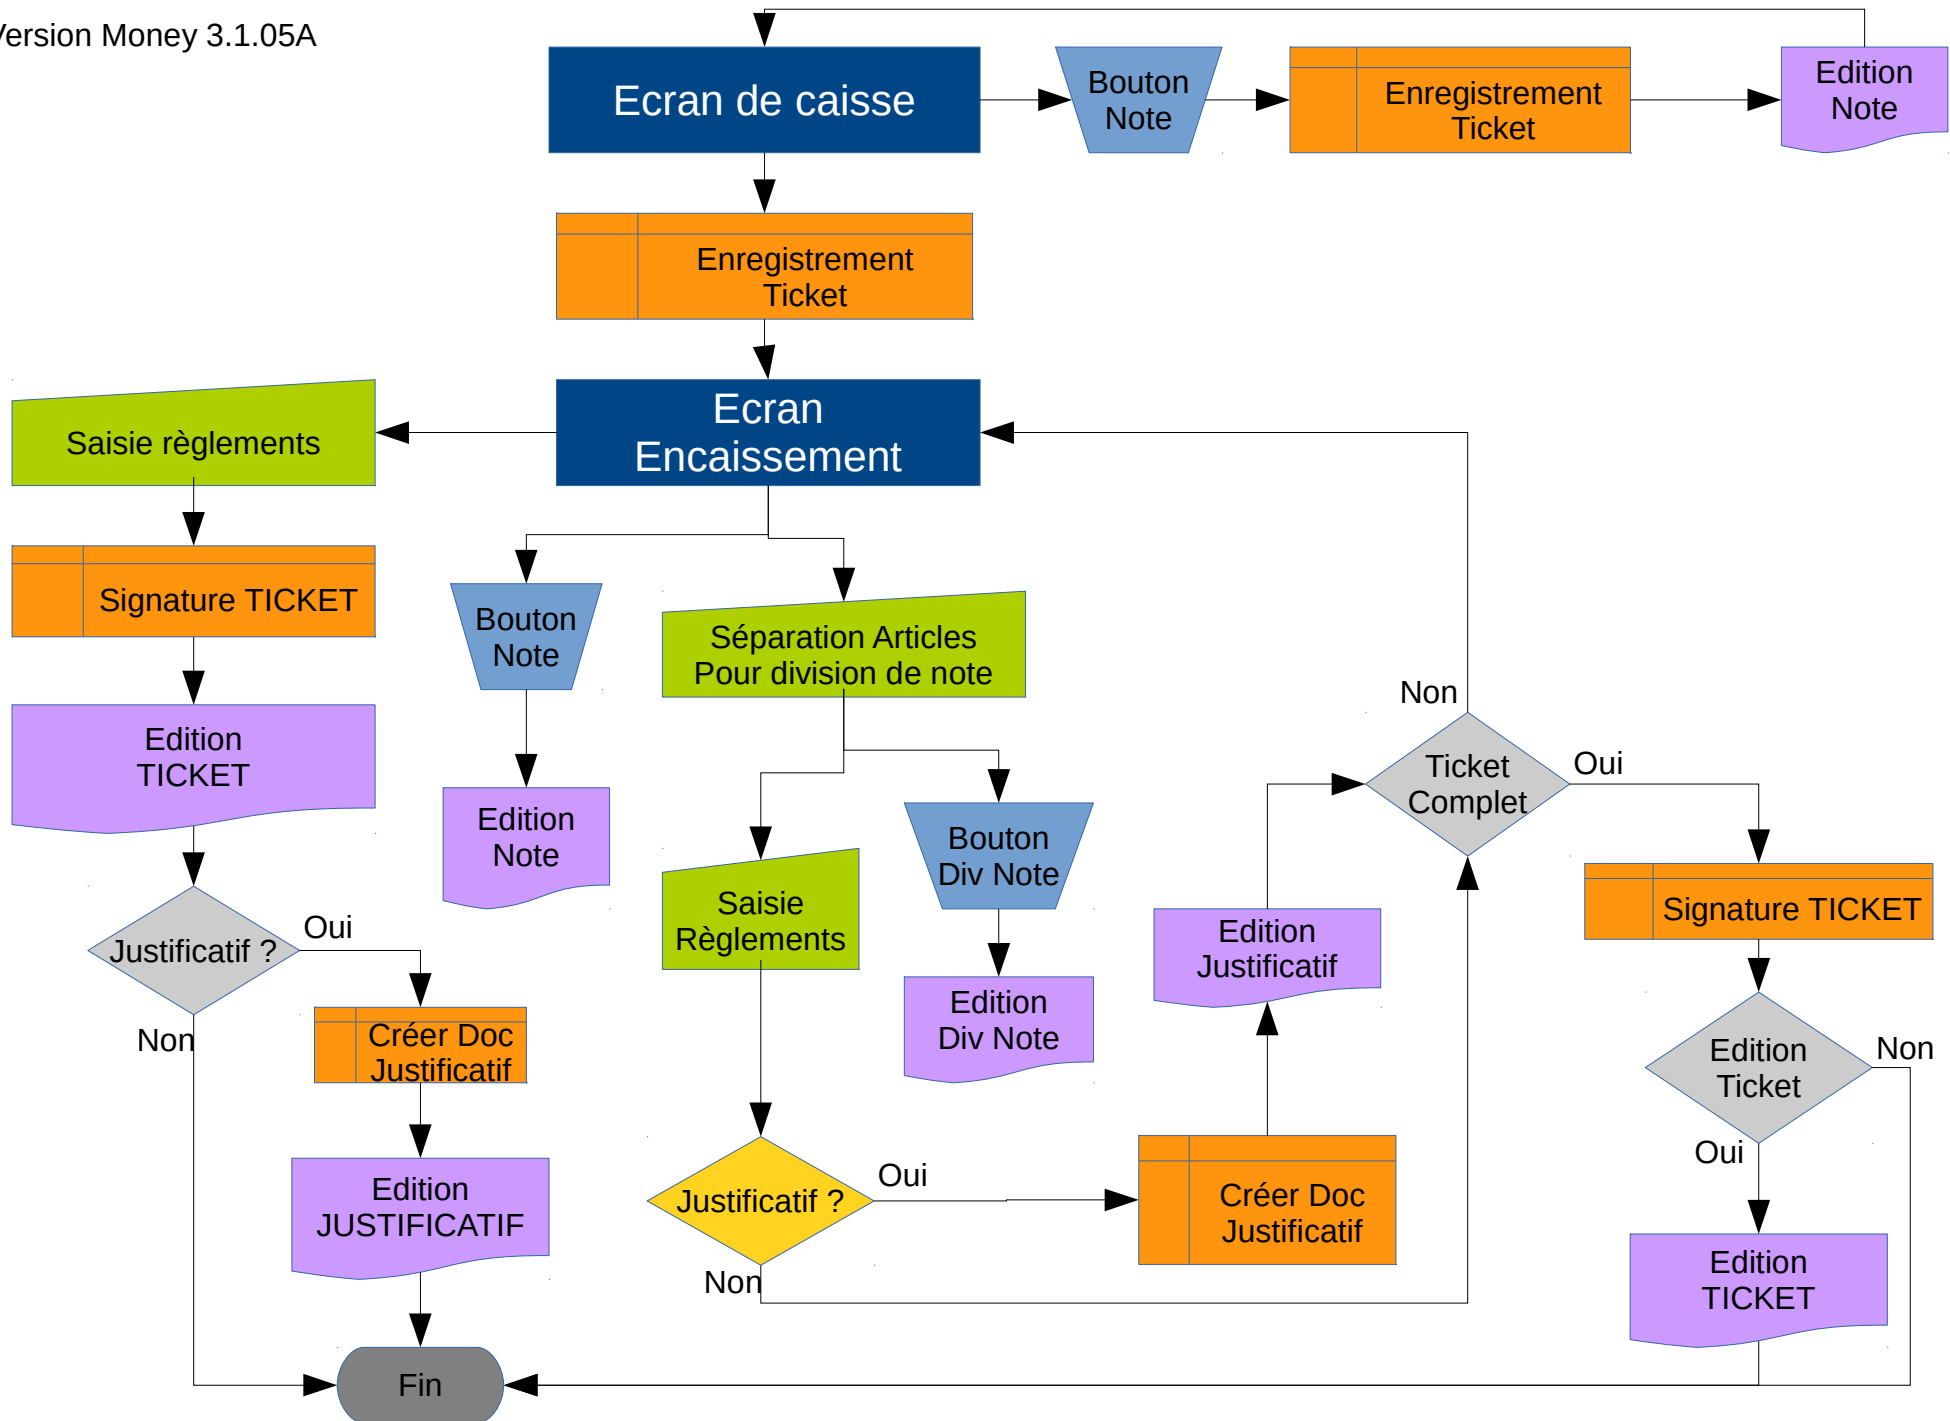 Version Money 3.1.05A
Ecran de caisse
Bouton
Note
Enregistrement
Ticket
Edition
Note
Enregistrement
Ticket
Ecran
Encaissement
Saisie règlements
Signature TICKET
Edition
TICKET
Justificatif ?
Oui
Non
Créer Doc
Justificatif
Edition
JUSTIFICATIF
Fin
Bouton
Note
Edition
Note
Séparation Articles
Pour division de note
Saisie
Règlements
Bouton
Div Note
Edition
Div Note
Justificatif ?
Oui
Non
Créer Doc
Justificatif
Edition
Justificatif
Non
Ticket
Complet
Oui
Signature TICKET
Edition
Ticket
Non
Oui
Edition
TICKET